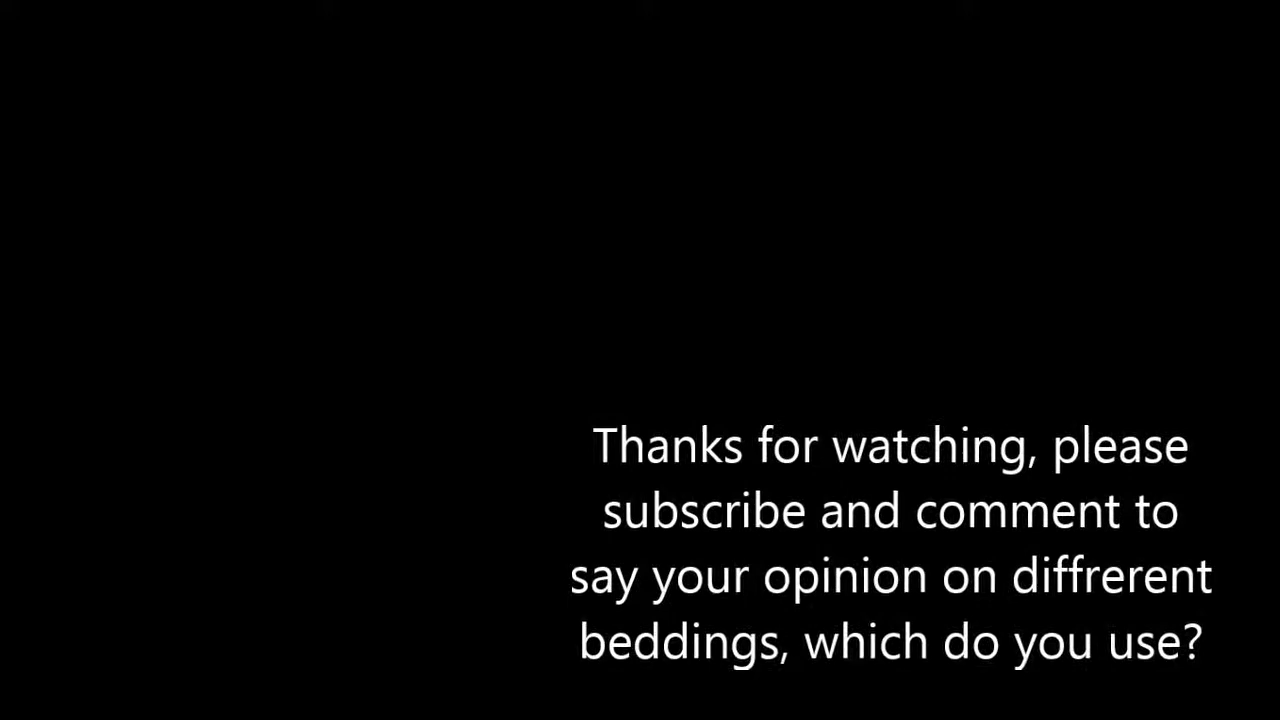 Thanks for watching, please
subscribe and comment to
say your opinion on diffrerent
beddings, which do you use?